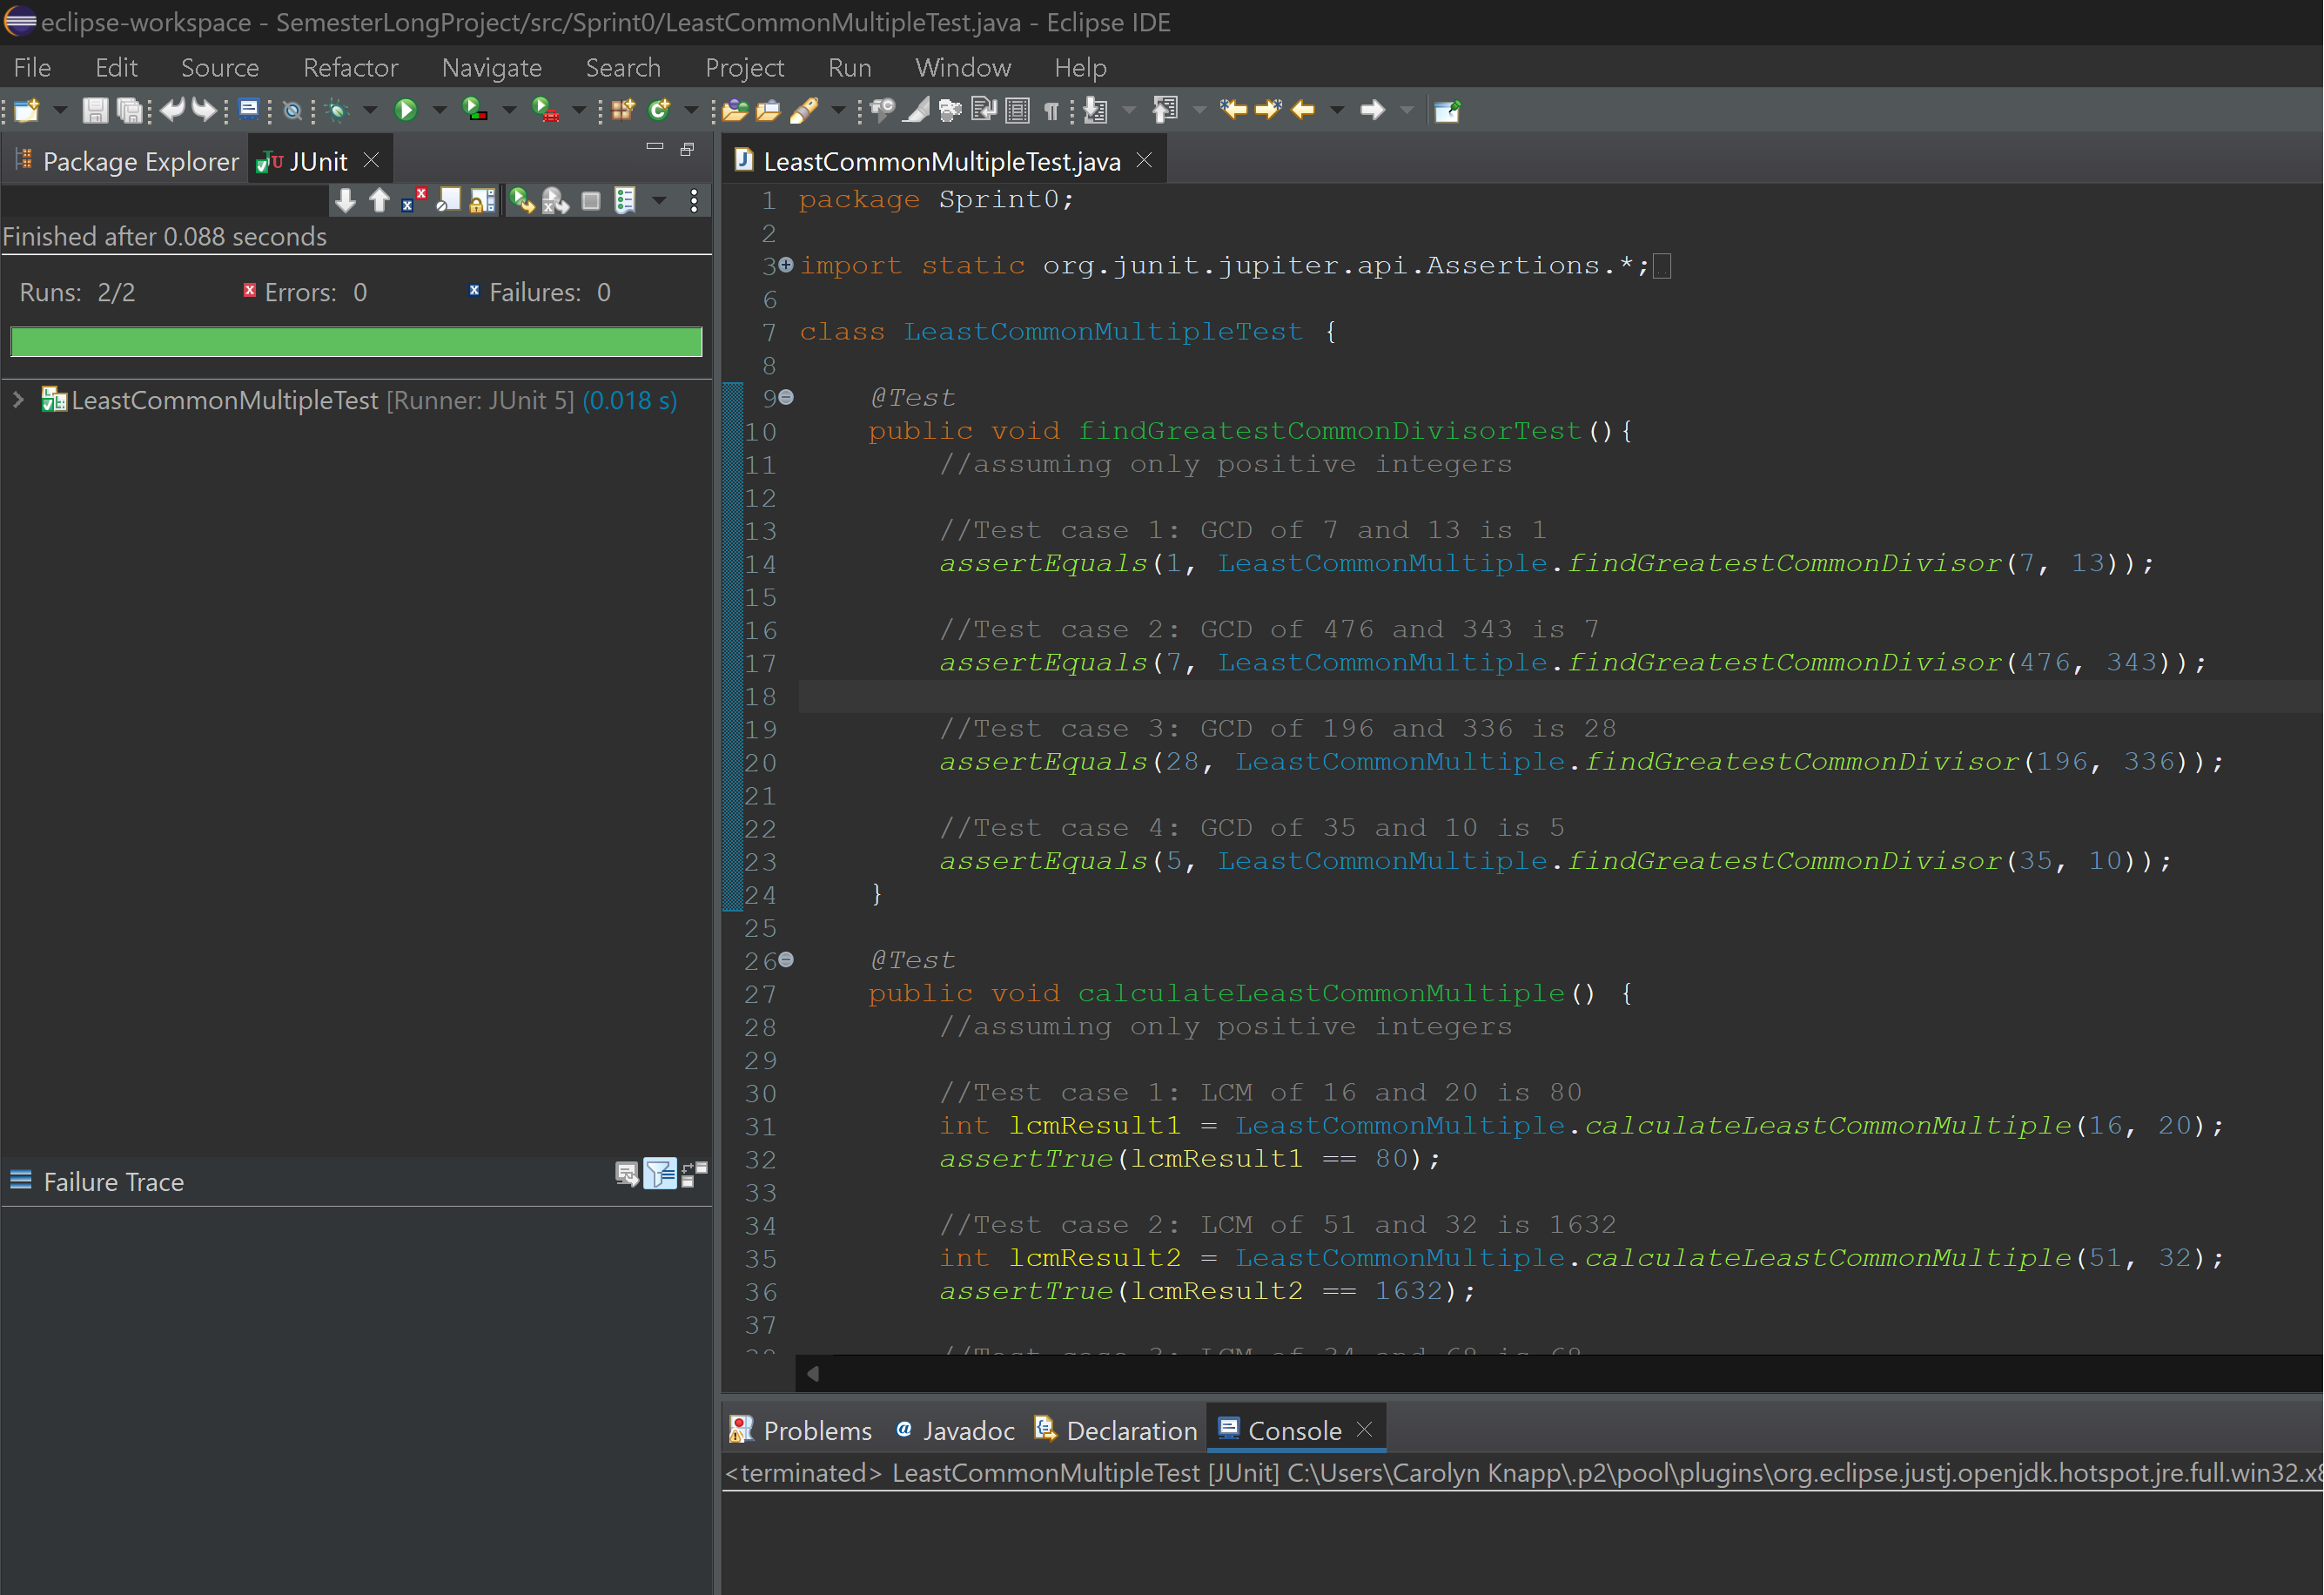 eclipse-workspace - SemesterLongProject/src/Sprint0/LeastCommonMultipleTest.java - Eclipse IDE
File Edit Source Refactor Navigate Search Project Run Window Help
Package Explorer JUnit
Finished after 0.088 seconds
Runs: 2/2 Errors: 0 Failures: 0
LeastCommonMultipleTest [Runner: JUnit 5] (0.018 s)
Failure Trace
LeastCommonMultipleTest.java
1 package Sprint0;
2
3 import static org.junit.jupiter.api.Assertions.*;
6
7 class LeastCommonMultipleTest {
8
9 @Test
10 public void findGreatestCommonDivisorTest(){
11 //assuming only positive integers
12
13 //Test case 1: GCD of 7 and 13 is 1
14 assertEquals(1, LeastCommonMultiple.findGreatestCommonDivisor(7, 13));
15
16 //Test case 2: GCD of 476 and 343 is 7
17 assertEquals(7, LeastCommonMultiple.findGreatestCommonDivisor(476, 343));
18
19 //Test case 3: GCD of 196 and 336 is 28
20 assertEquals(28, LeastCommonMultiple.findGreatestCommonDivisor(196, 336));
21
22 //Test case 4: GCD of 35 and 10 is 5
23 assertEquals(5, LeastCommonMultiple.findGreatestCommonDivisor(35, 10));
24 }
25
26 @Test
27 public void calculateLeastCommonMultiple() {
28 //assuming only positive integers
29
30 //Test case 1: LCM of 16 and 20 is 80
31 int lcmResult1 = LeastCommonMultiple.calculateLeastCommonMultiple(16, 20);
32 assertTrue(lcmResult1 == 80);
33
34 //Test case 2: LCM of 51 and 32 is 1632
35 int lcmResult2 = LeastCommonMultiple.calculateLeastCommonMultiple(51, 32);
36 assertTrue(lcmResult2 == 1632);
37
Problems Javadoc Declaration Console
<terminated> LeastCommonMultipleTest [JUnit] C:\Users\Carolyn Knapp\.p2\pool\plugins\org.eclipse.justj.openjdk.hotspot.jre.full.win32.x8